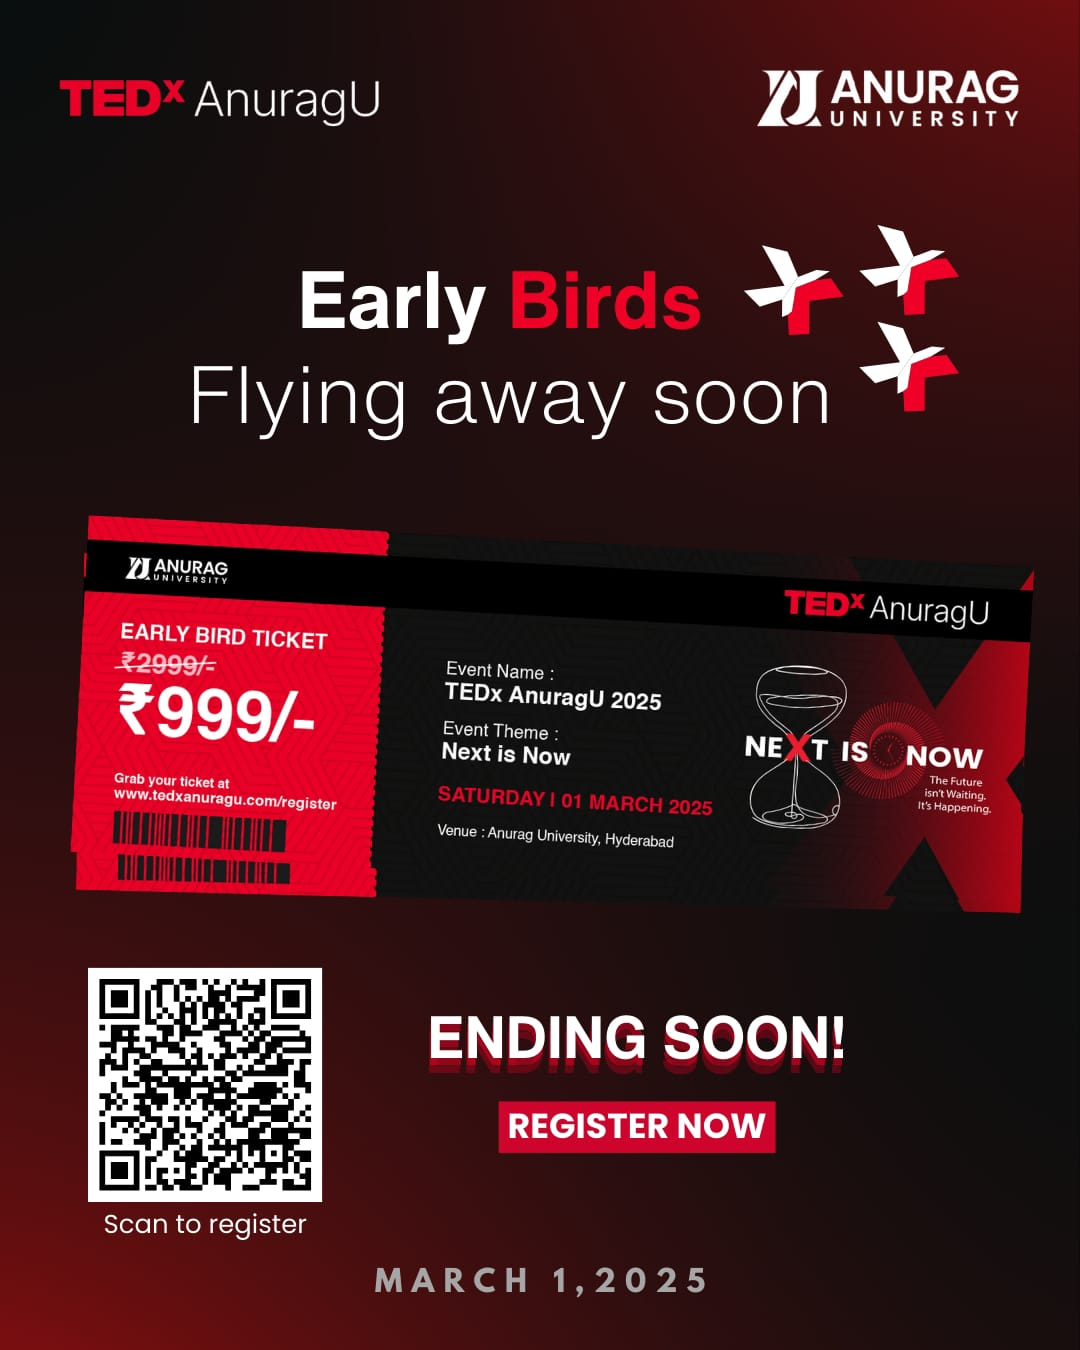 TEDx AnuragU
ANURAG
UNIVERSITY
Early Birds
Flying away soon
ANURAG
UNIVERSITY
TEDx AnuragU
EARLY BIRD TICKET
₹2999/-
₹999/-
Grab your ticket at
www.tedxanuragu.com/register
Event Name :
TEDx AnuragU 2025
Event Theme :
Next is Now
SATURDAY I 01 MARCH 2025
Venue : Anurag University, Hyderabad
NEXT IS NOW
The Future
isn't Waiting.
It's Happening.
ENDING SOON!
REGISTER NOW
Scan to register
MARCH 1,2025